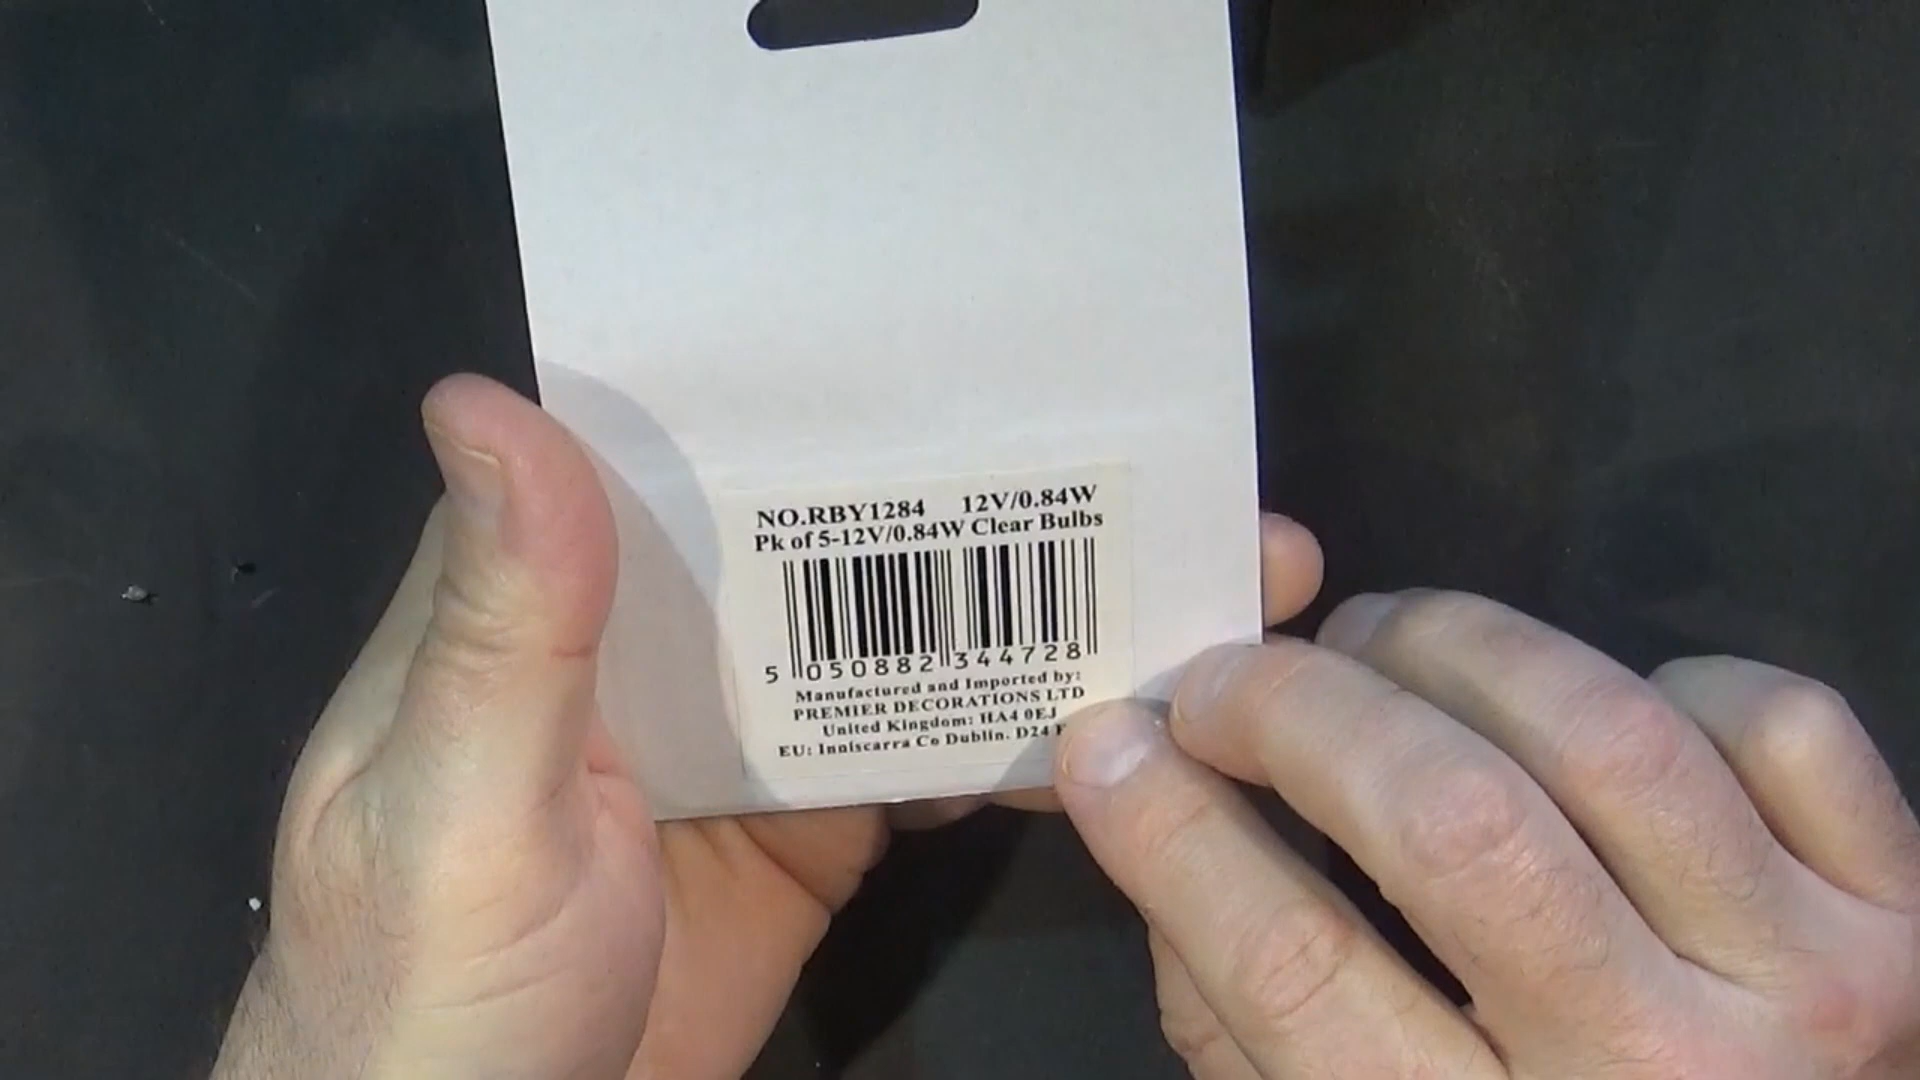 NO.RBY1284 12V/0.84W
Pk of 5-12V/0.84W Clear Bulbs
5 050882 344728
Manufactured and Imported by:
PREMIER DECORATIONS LTD
United Kingdom: HA4 0EJ
EU: Inniscarra Co Dublin. D24